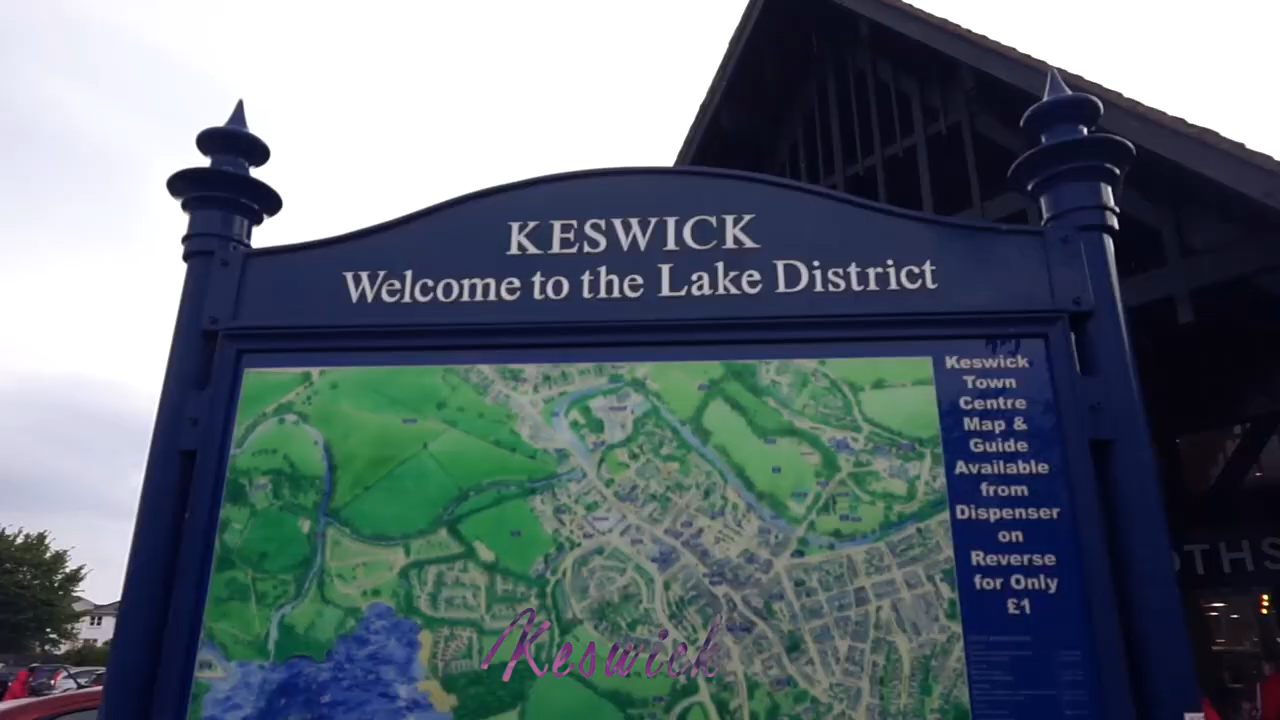 KESWICK
Welcome to the Lake District
Keswick
Town
Centre
Map &
Guide
Available
from
Dispenser
on
Reverse
for Only
£1
OTHS
Keswick